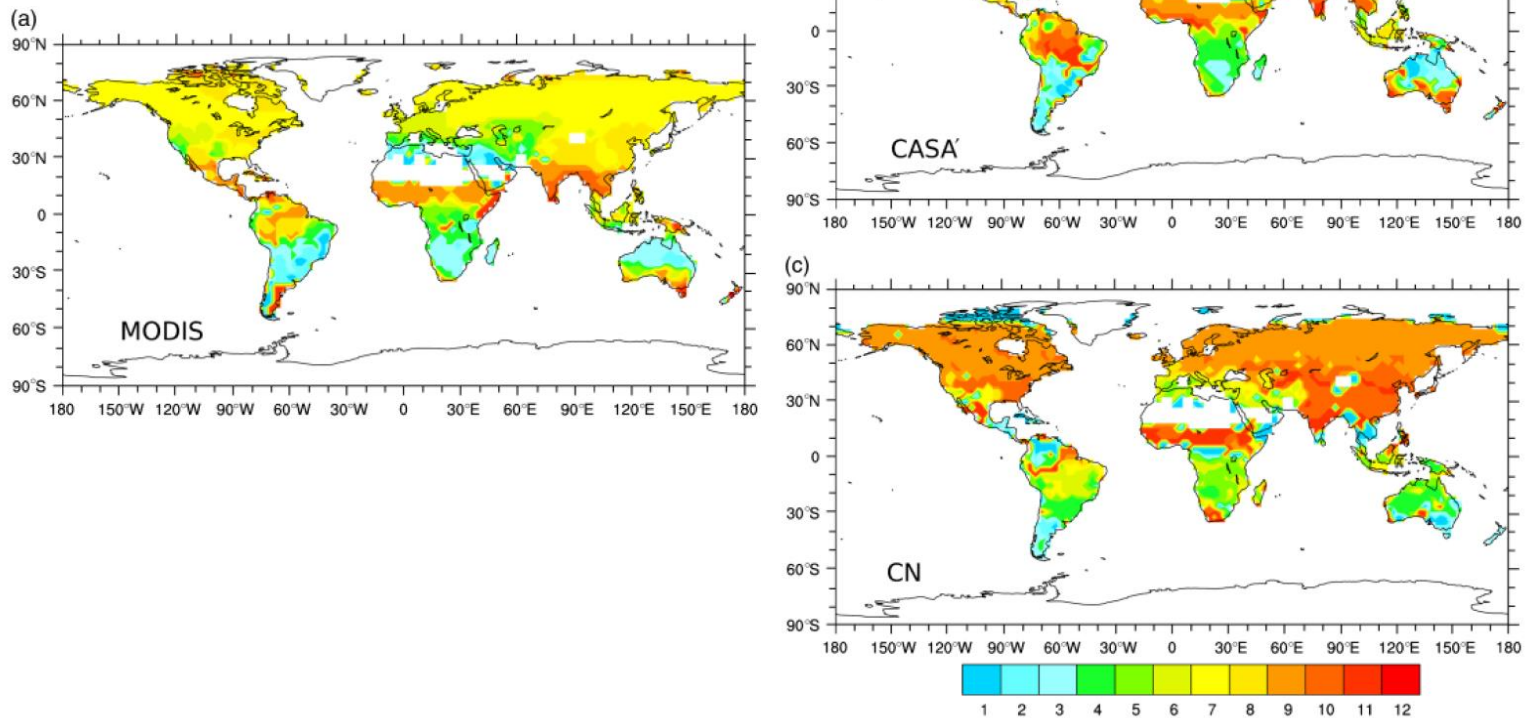 (a)
90°N
60°N
30°N
0
30°S
60°S
90°S
MODIS
180 150°W 120°W 90°W 60°W 30°W 0 30°E 60°E 90°E 120°E 150°E 180
0
30°S
60°S
90°S
CASA′
180 150°W 120°W 90°W 60°W 30°W 0 30°E 60°E 90°E 120°E 150°E 180
(c)
90°N
60°N
30°N
0
30°S
60°S
90°S
CN
180 150°W 120°W 90°W 60°W 30°W 0 30°E 60°E 90°E 120°E 150°E 180
1 2 3 4 5 6 7 8 9 10 11 12